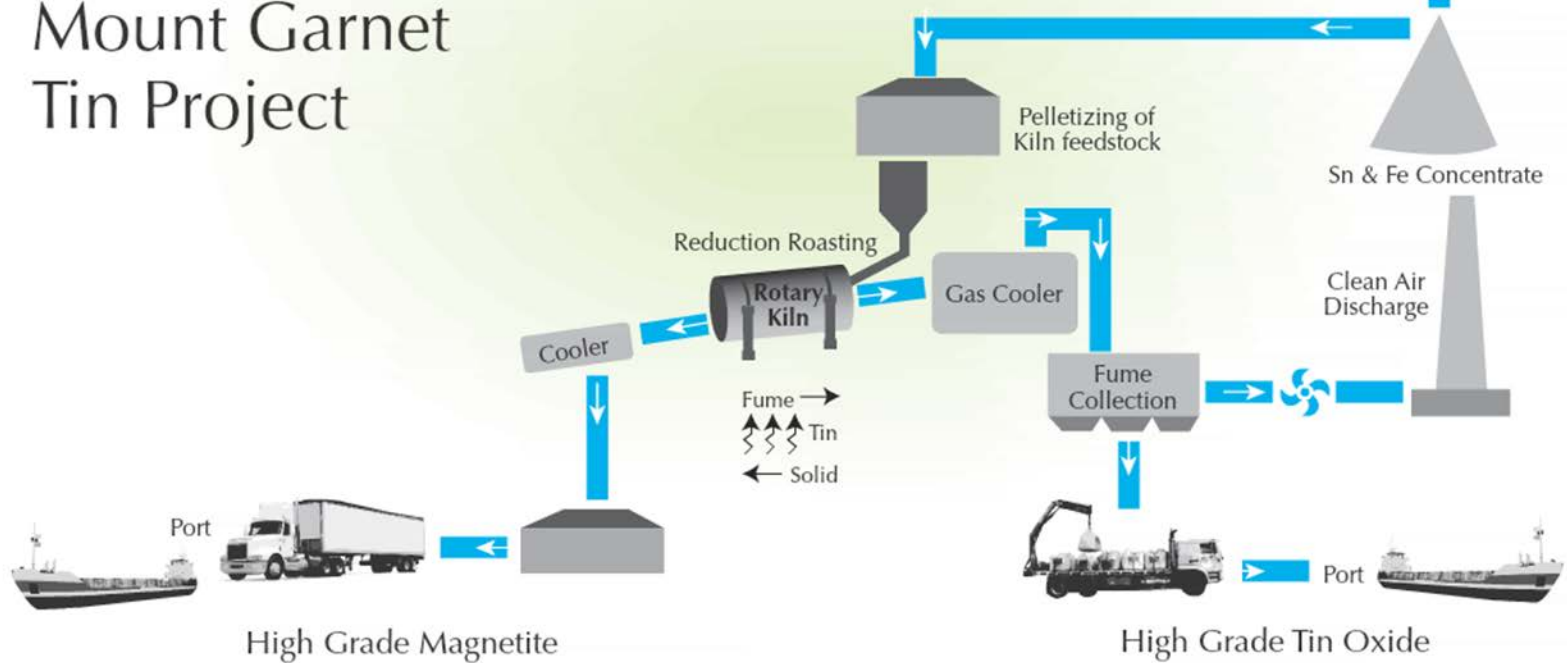 Mount Garnet
Tin Project
Pelletizing of
Kiln feedstock
Sn & Fe Concentrate
Reduction Roasting
Rotary
Kiln
Gas Cooler
Clean Air
Discharge
Cooler
Fume
Collection
Fume
Tin
Solid
Port
Port
High Grade Magnetite
High Grade Tin Oxide